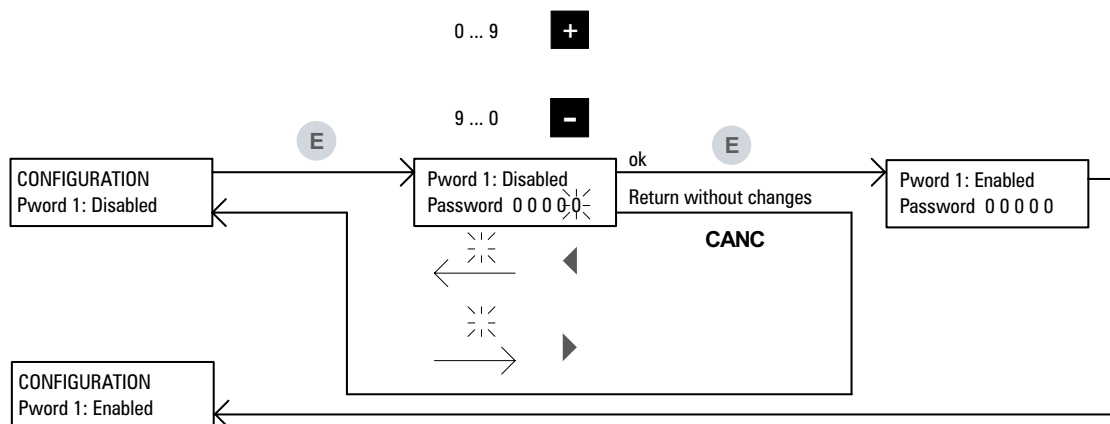 0 ... 9 +
9 ... 0 -
E
E
CONFIGURATION
Pword 1: Disabled
Pword 1: Disabled
Password 0 0 0 0 0
ok
Return without changes
CANC
Pword 1: Enabled
Password 0 0 0 0 0
CONFIGURATION
Pword 1: Enabled